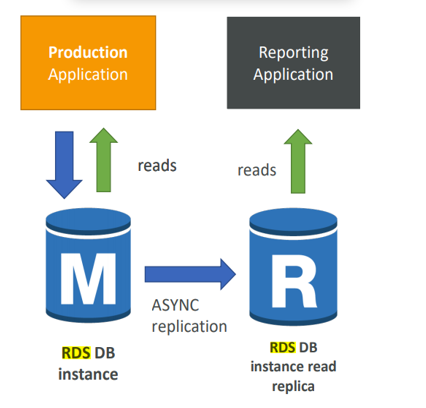 Production
Application
Reporting
Application
reads
reads
M
R
ASYNC
replication
RDS DB
instance
RDS DB
instance read
replica